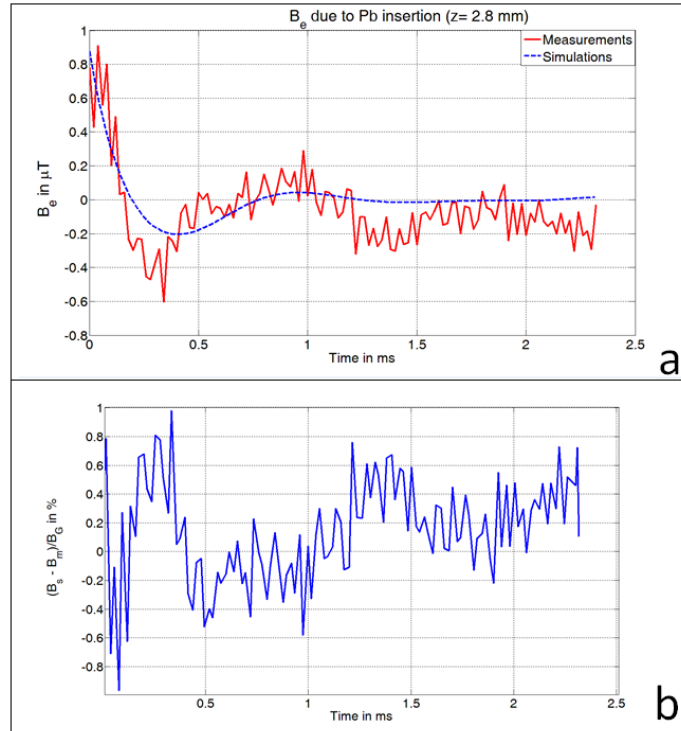 B_e due to Pb insertion (z= 2.8 mm)
Measurements
Simulations
B_e in μT
1
0.8
0.6
0.4
0.2
0
-0.2
-0.4
-0.6
-0.8
0 0.5 1 1.5 2 2.5
Time in ms
a
(B_s - B_m)/B_G in %
1
0.8
0.6
0.4
0.2
0
-0.2
-0.4
-0.6
-0.8
0.5 1 1.5 2 2.5
Time in ms
b